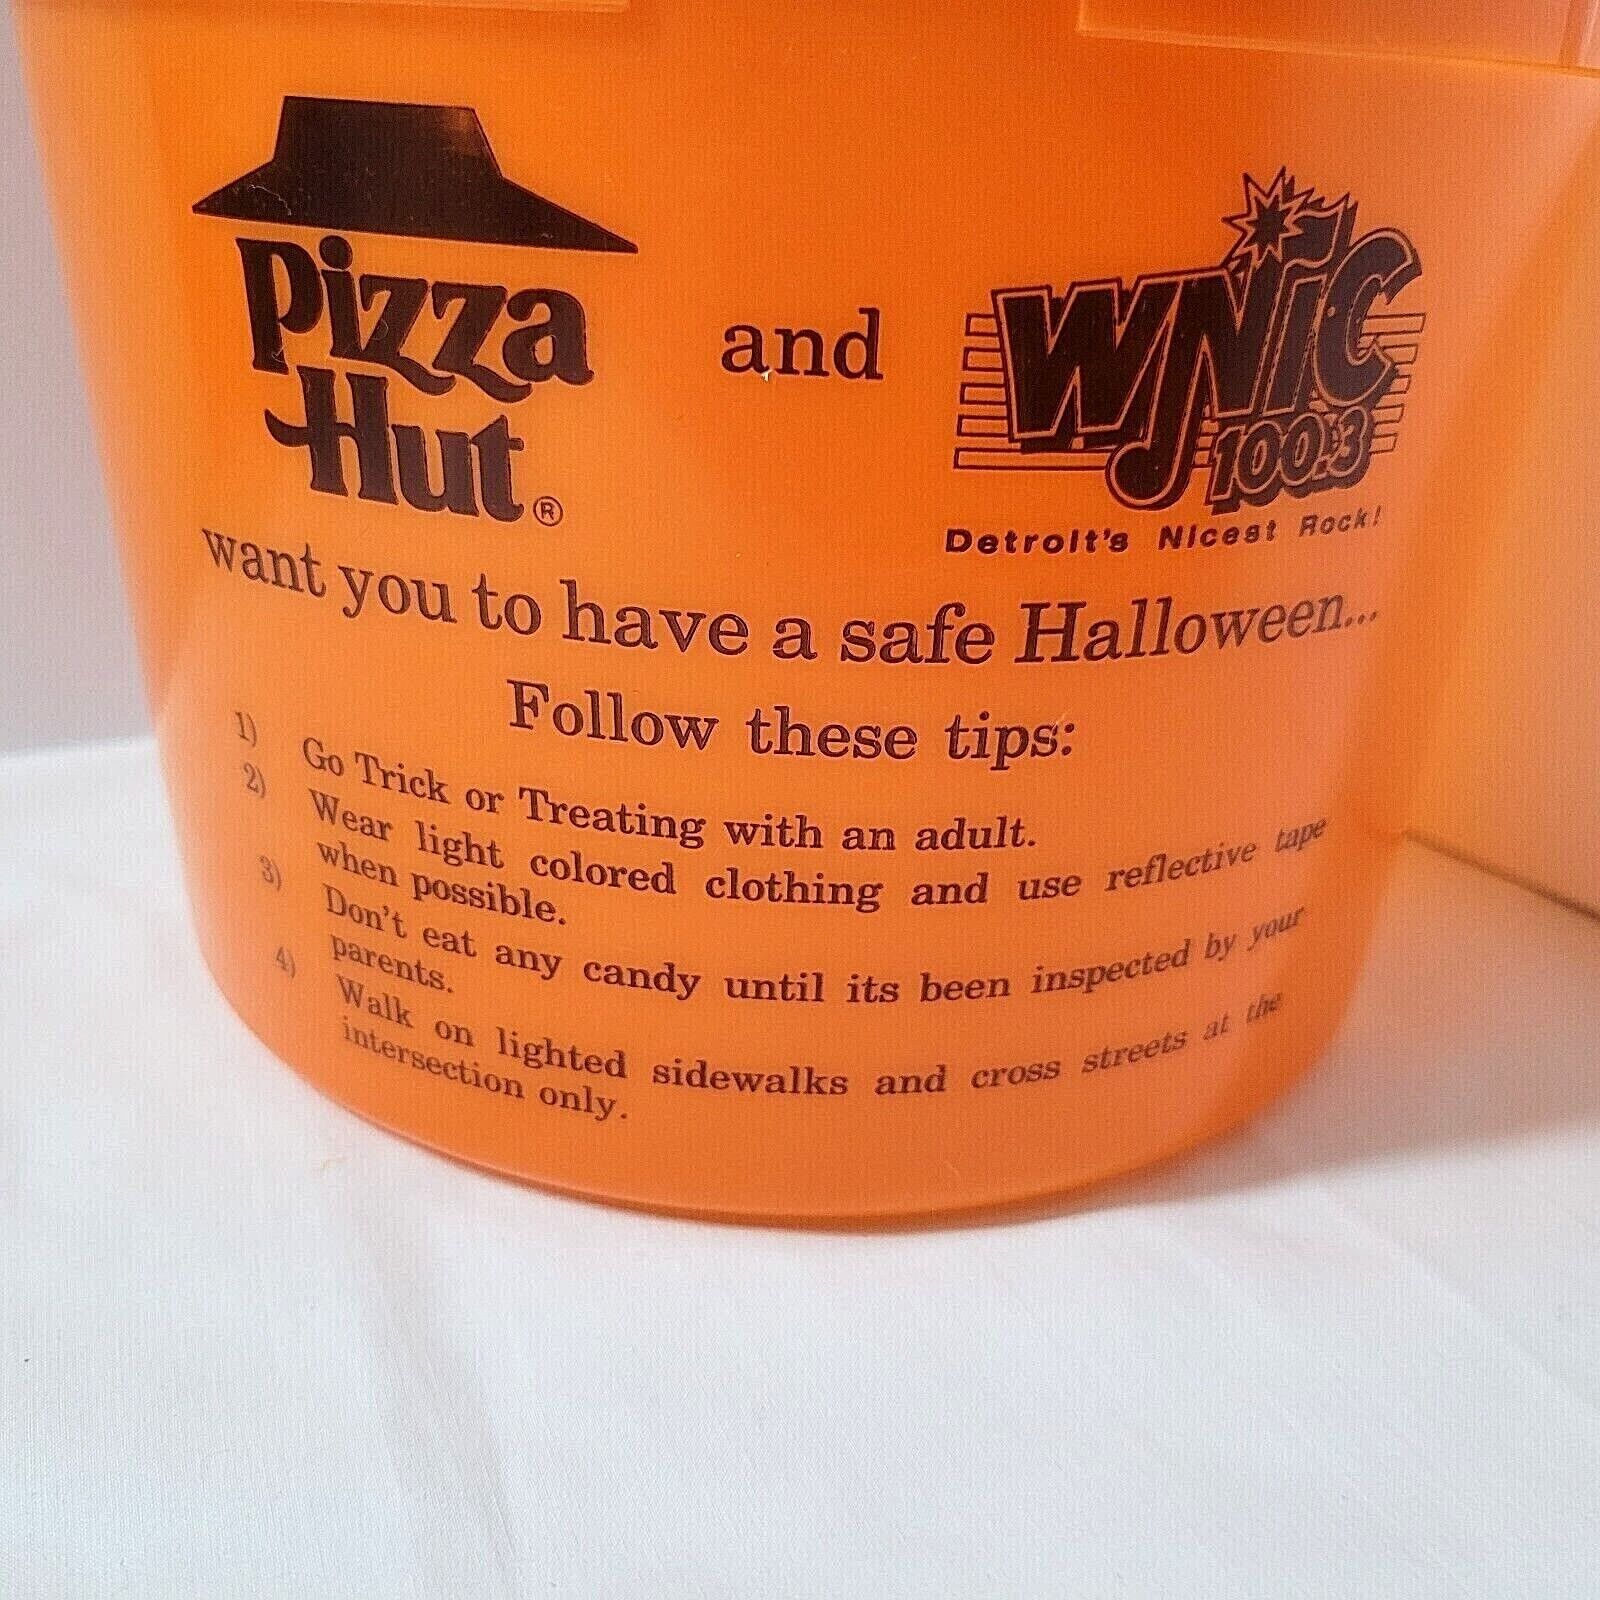 Pizza
Hut®
and
WNIC
100.3
Detroit's Nicest Rock!
want you to have a safe Halloween...
Follow these tips:
1) Go Trick or Treating with an adult.
2) Wear light colored clothing and use reflective tape
when possible.
3) Don't eat any candy until its been inspected by your
parents.
4) Walk on lighted sidewalks and cross streets at the
intersection only.